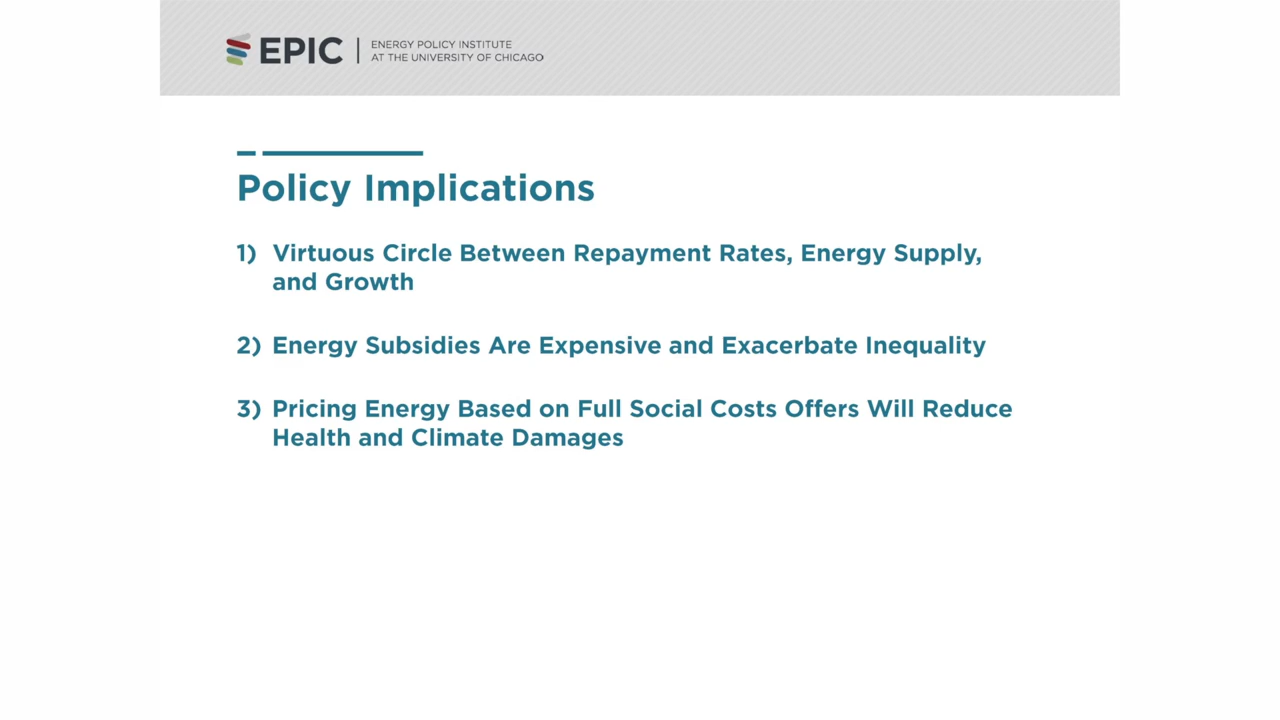 EPIC
ENERGY POLICY INSTITUTE
AT THE UNIVERSITY OF CHICAGO
Policy Implications
1) Virtuous Circle Between Repayment Rates, Energy Supply,
and Growth
2) Energy Subsidies Are Expensive and Exacerbate Inequality
3) Pricing Energy Based on Full Social Costs Offers Will Reduce
Health and Climate Damages